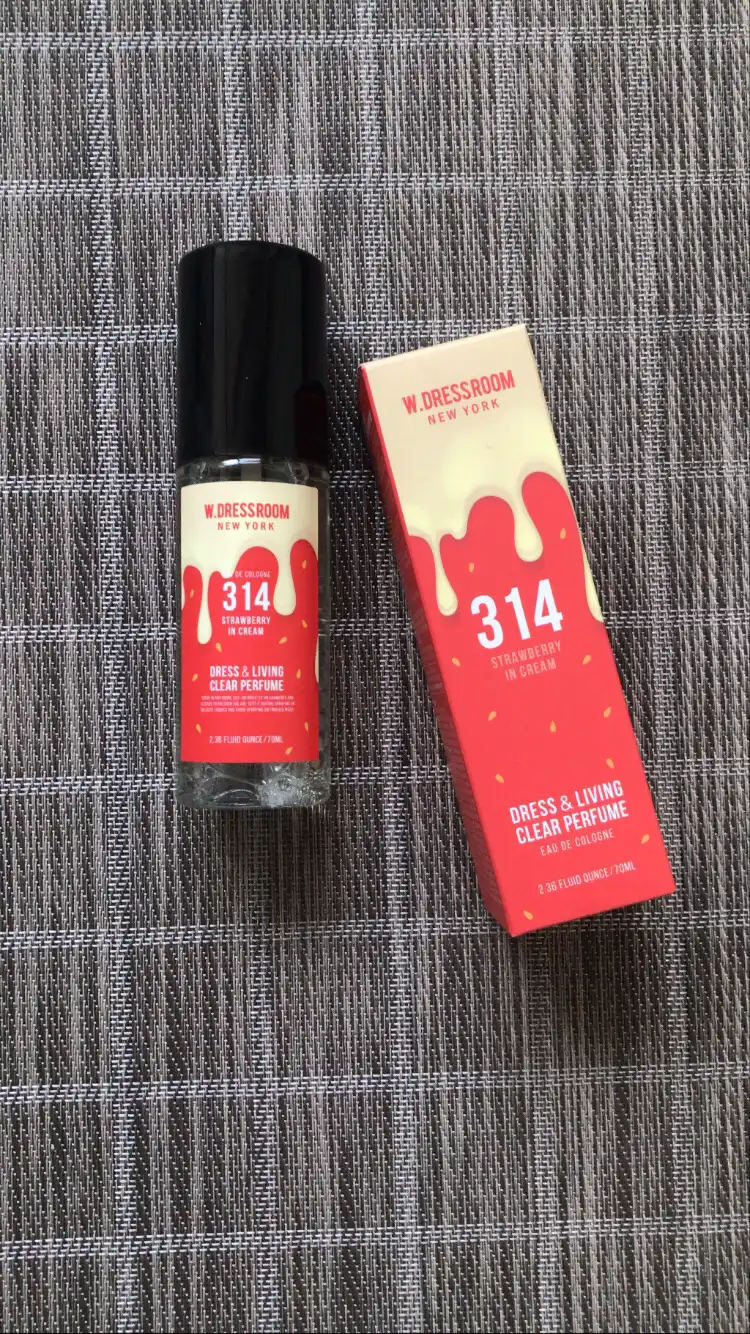 W.DRESSROOM
NEW YORK
DE COLOGNE
314
STRAWBERRY
IN CREAM
DRESS & LIVING
CLEAR PERFUME
2.36 FLUID OUNCE/70ML
W.DRESSROOM
NEW YORK
314
STRAWBERRY
IN CREAM
DRESS & LIVING
CLEAR PERFUME
EAU DE COLOGNE
2.36 FLUID OUNCE/70ML